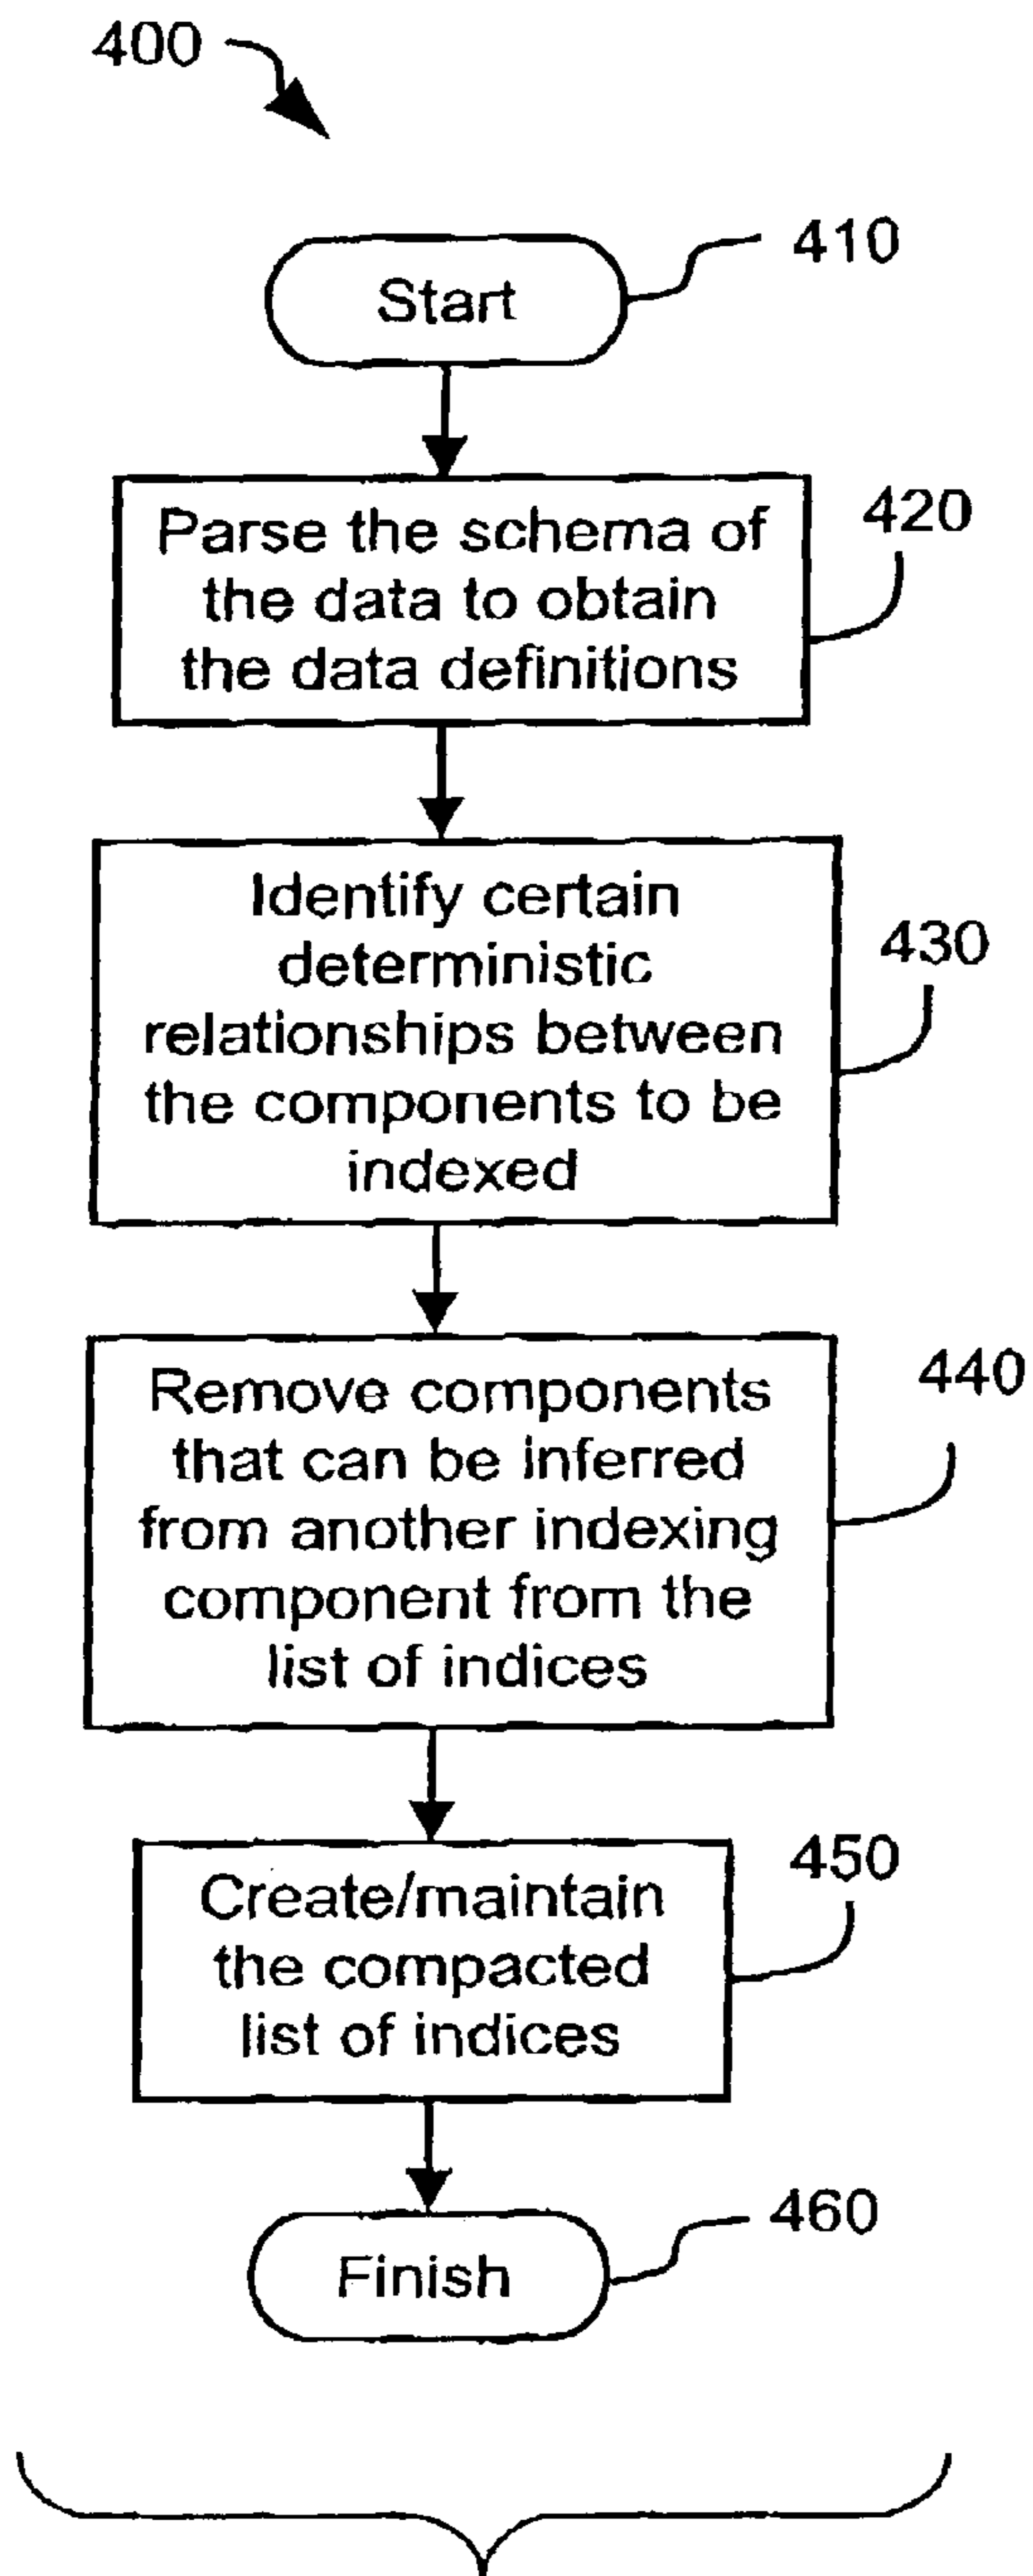 400
410
Start
420
Parse the schema of
the data to obtain
the data definitions
430
Identify certain
deterministic
relationships between
the components to be
indexed
440
Remove components
that can be inferred
from another indexing
component from the
list of indices
450
Create/maintain
the compacted
list of indices
460
Finish